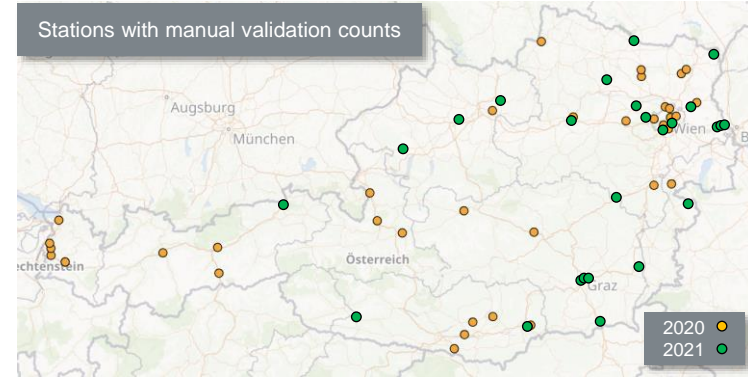 Stations with manual validation counts
Augsburg
München
Wien
B
echtenstein
Österreich
Graz
2020
2021